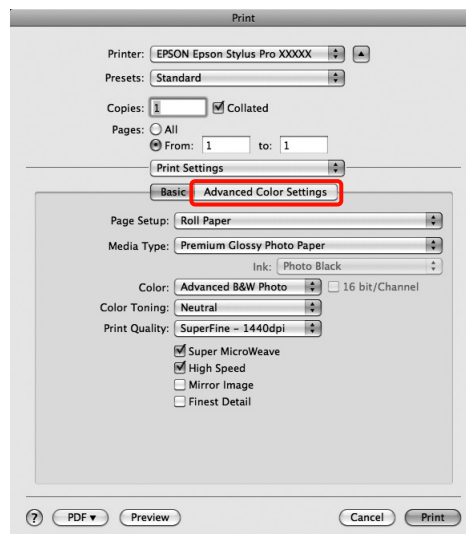 Print
Printer: EPSON Epson Stylus Pro XXXXX
Presets: Standard
Copies: 1 Collated
Pages: All
From: 1 to: 1
Print Settings
Basic Advanced Color Settings
Page Setup: Roll Paper
Media Type: Premium Glossy Photo Paper
Ink: Photo Black
Color: Advanced B&W Photo 16 bit/Channel
Color Toning: Neutral
Print Quality: SuperFine – 1440dpi
Super MicroWeave
High Speed
Mirror Image
Finest Detail
? PDF Preview Cancel Print